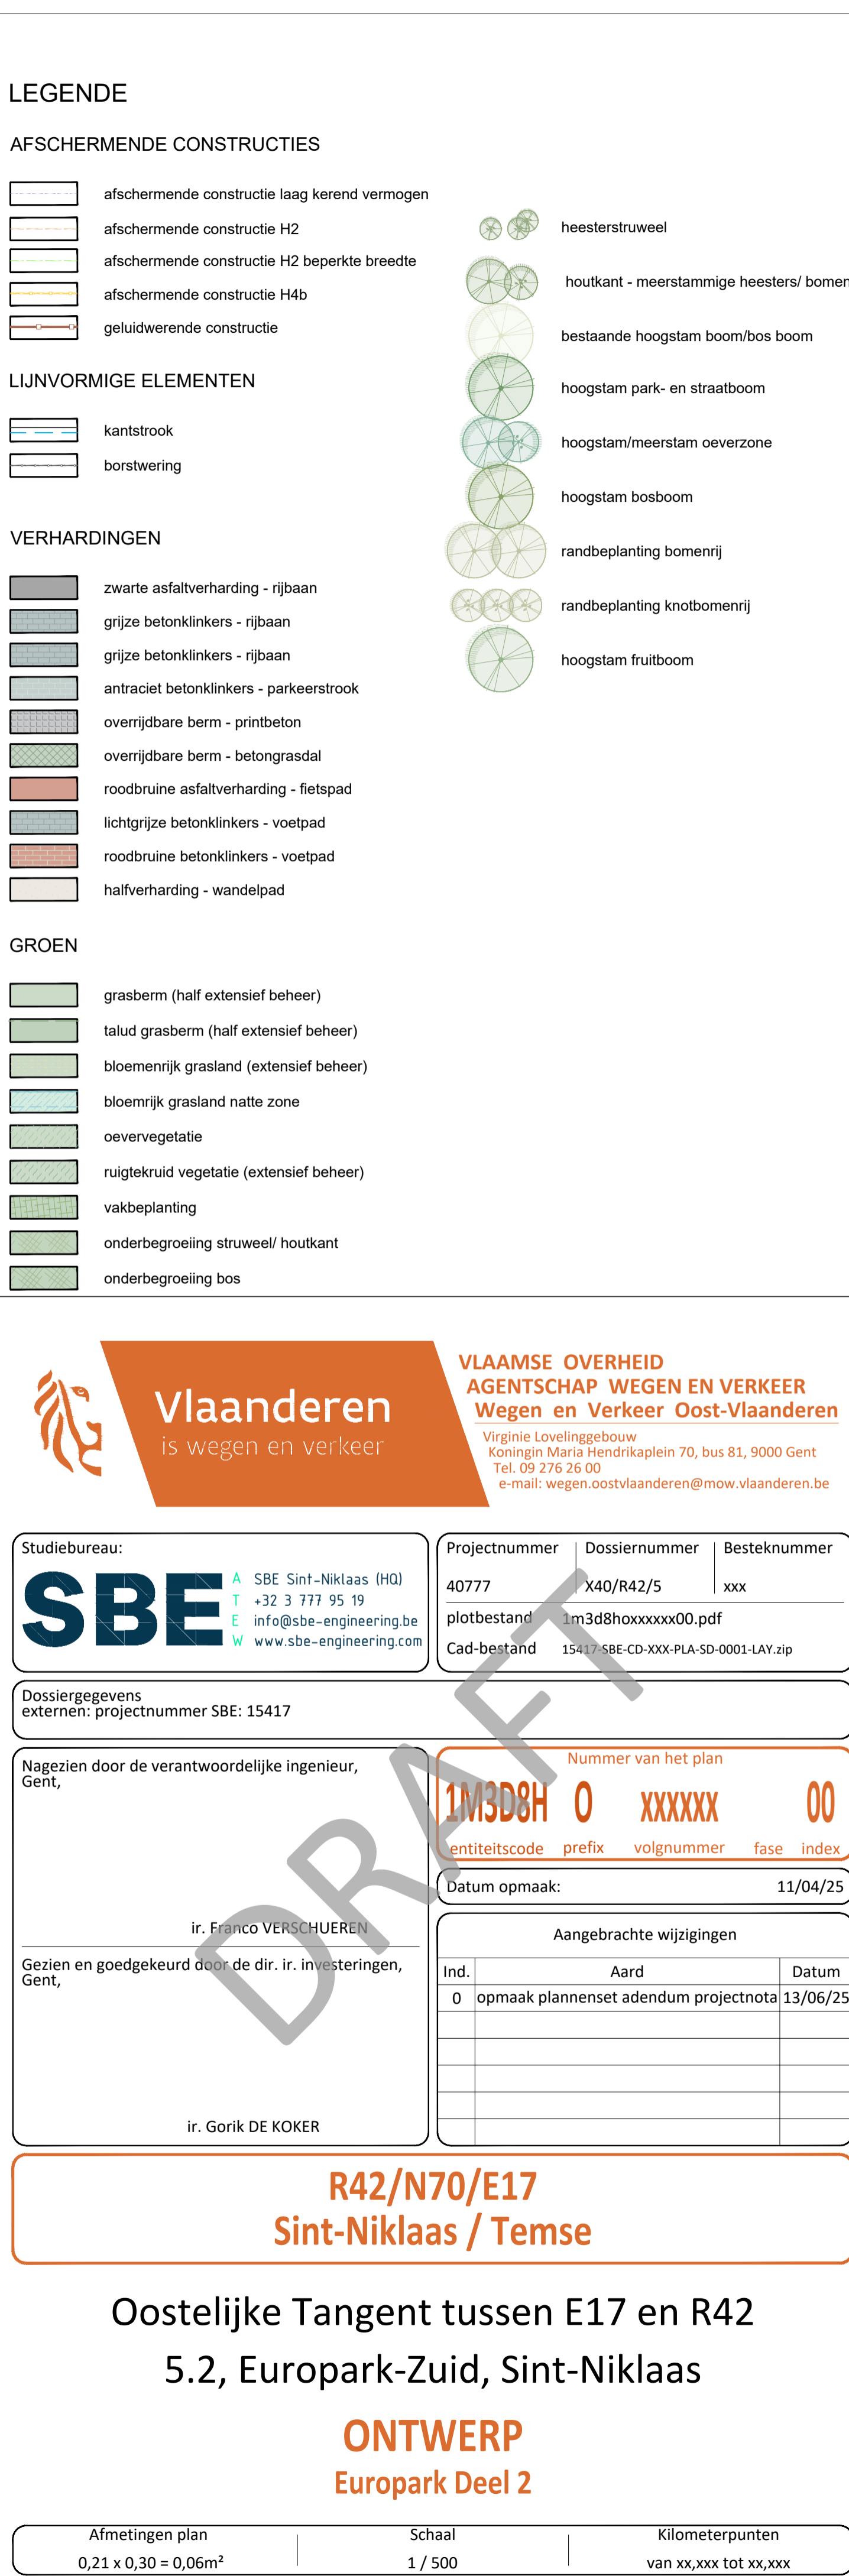 LEGENDE
AFSCHERMENDE CONSTRUCTIES
afschermende constructie laag kerend vermogen
afschermende constructie H2
afschermende constructie H2 beperkte breedte
afschermende constructie H4b
geluidwerende constructie
LIJNVORMIGE ELEMENTEN
kantstrook
borstwering
VERHARDINGEN
zwarte asfaltverharding - rijbaan
grijze betonklinkers - rijbaan
grijze betonklinkers - rijbaan
antraciet betonklinkers - parkeerstrook
overrijdbare berm - printbeton
overrijdbare berm - betongrasdal
roodbruine asfaltverharding - fietspad
lichtgrijze betonklinkers - voetpad
roodbruine betonklinkers - voetpad
halfverharding - wandelpad
GROEN
grasberm (half extensief beheer)
talud grasberm (half extensief beheer)
bloemenrijk grasland (extensief beheer)
bloemrijk grasland natte zone
oevervegetatie
ruigtekruid vegetatie (extensief beheer)
vakbeplanting
onderbegroeiing struweel/ houtkant
onderbegroeiing bos
heesterstruweel
houtkant - meerstammige heesters/ bomen
bestaande hoogstam boom/bos boom
hoogstam park- en straatboom
hoogstam/meerstam oeverzone
hoogstam bosboom
randbeplanting bomenrij
randbeplanting knotbomenrij
hoogstam fruitboom
Vlaanderen
is wegen en verkeer
VLAAMSE OVERHEID
AGENTSCHAP WEGEN EN VERKEER
Wegen en Verkeer Oost-Vlaanderen
Virginie Lovelinggebouw
Koningin Maria Hendrikaplein 70, bus 81, 9000 Gent
Tel. 09 276 26 00
e-mail: wegen.oostvlaanderen@mow.vlaanderen.be
Studiebureau:
SBE
A SBE Sint-Niklaas (HQ)
T +32 3 777 95 19
E info@sbe-engineering.be
W www.sbe-engineering.com
Projectnummer Dossiernummer Besteknummer
40777 X40/R42/5 xxx
plotbestand 1m3d8hoxxxxxx00.pdf
Cad-bestand 15417-SBE-CD-XXX-PLA-SD-0001-LAY.zip
Dossiergegevens
externen: projectnummer SBE: 15417
Nagezien door de verantwoordelijke ingenieur,
Gent,
ir. Franco VERSCHUEREN
Gezien en goedgekeurd door de dir. ir. investeringen,
Gent,
ir. Gorik DE KOKER
Nummer van het plan
1M3D8H O xxxxxx 00
entiteitscode prefix volgnummer fase index
Datum opmaak: 11/04/25
Aangebrachte wijzigingen
Ind. Aard Datum
0 opmaak plannenset adendum projectnota 13/06/25
DRAFT
R42/N70/E17
Sint-Niklaas / Temse
Oostelijke Tangent tussen E17 en R42
5.2, Europark-Zuid, Sint-Niklaas
ONTWERP
Europark Deel 2
Afmetingen plan Schaal Kilometerpunten
0,21 x 0,30 = 0,06m² 1 / 500 van xx,xxx tot xx,xxx